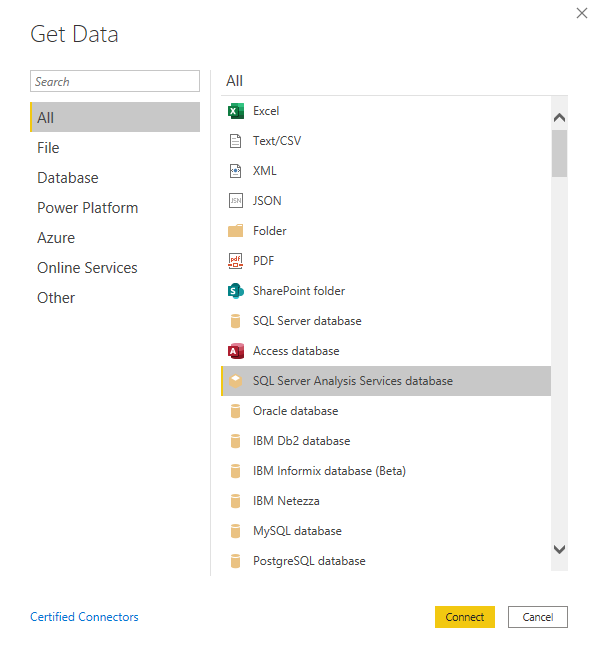 Get Data
Search
All
File
Database
Power Platform
Azure
Online Services
Other
All
Excel
Text/CSV
XML
JSON
Folder
PDF
SharePoint folder
SQL Server database
Access database
SQL Server Analysis Services database
Oracle database
IBM Db2 database
IBM Informix database (Beta)
IBM Netezza
MySQL database
PostgreSQL database
Certified Connectors
Connect
Cancel